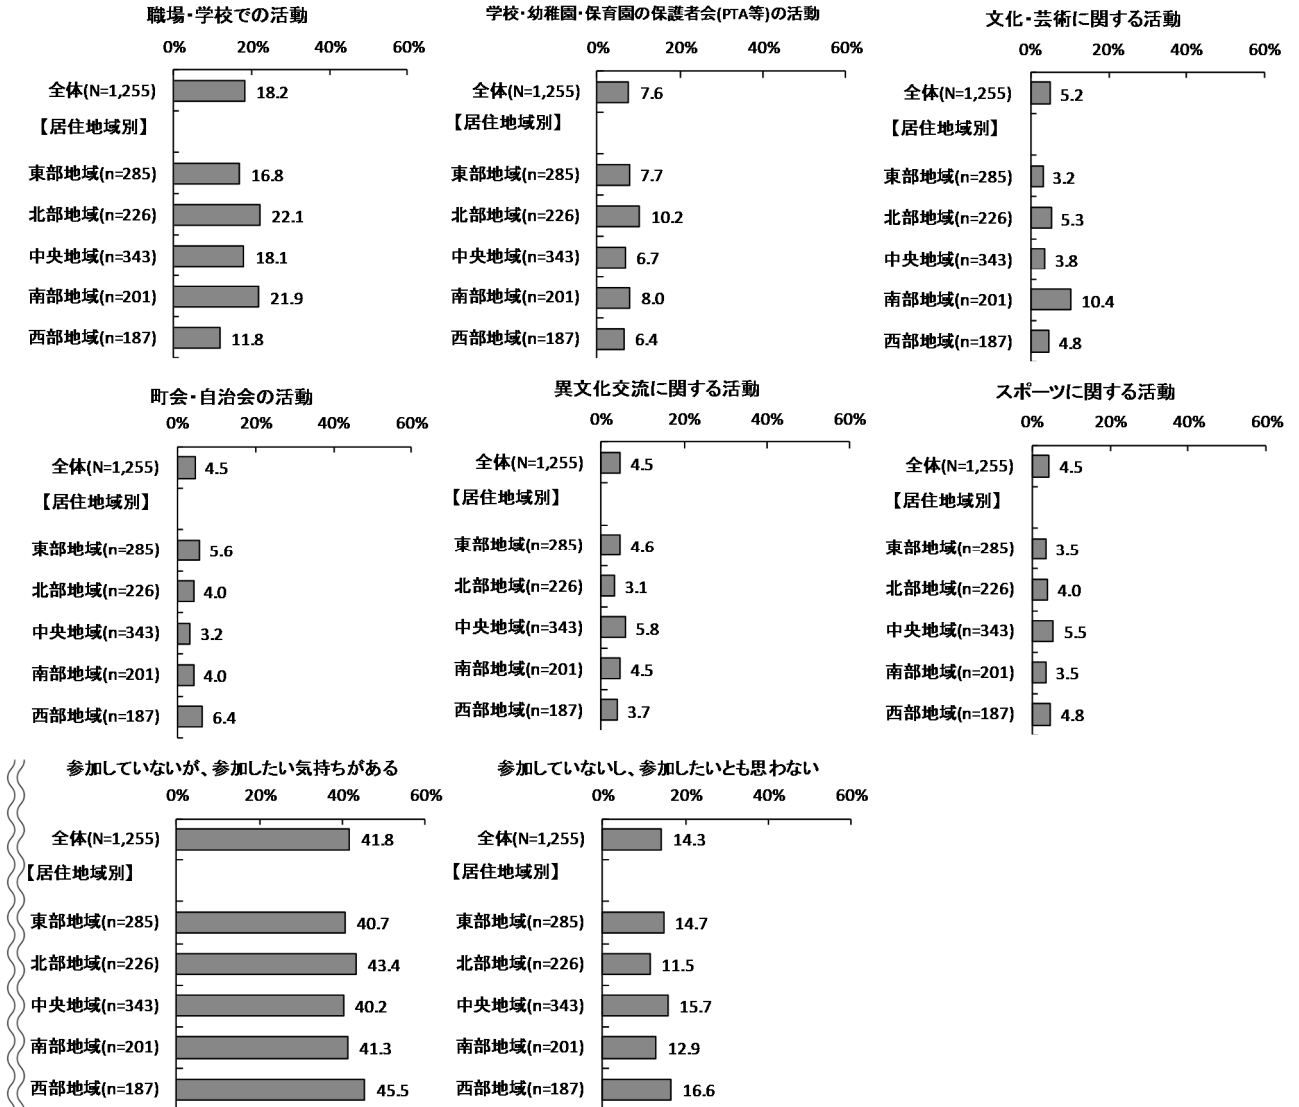 職場・学校での活動
0% 20% 40% 60%
全体(N=1,255) 18.2
【居住地域別】
東部地域(n=285) 16.8
北部地域(n=226) 22.1
中央地域(n=343) 18.1
南部地域(n=201) 21.9
西部地域(n=187) 11.8
学校・幼稚園・保育園の保護者会(PTA等)の活動
0% 20% 40% 60%
全体(N=1,255) 7.6
【居住地域別】
東部地域(n=285) 7.7
北部地域(n=226) 10.2
中央地域(n=343) 6.7
南部地域(n=201) 8.0
西部地域(n=187) 6.4
文化・芸術に関する活動
0% 20% 40% 60%
全体(N=1,255) 5.2
【居住地域別】
東部地域(n=285) 3.2
北部地域(n=226) 5.3
中央地域(n=343) 3.8
南部地域(n=201) 10.4
西部地域(n=187) 4.8
町会・自治会の活動
0% 20% 40% 60%
全体(N=1,255) 4.5
【居住地域別】
東部地域(n=285) 5.6
北部地域(n=226) 4.0
中央地域(n=343) 3.2
南部地域(n=201) 4.0
西部地域(n=187) 6.4
異文化交流に関する活動
0% 20% 40% 60%
全体(N=1,255) 4.5
【居住地域別】
東部地域(n=285) 4.6
北部地域(n=226) 3.1
中央地域(n=343) 5.8
南部地域(n=201) 4.5
西部地域(n=187) 3.7
スポーツに関する活動
0% 20% 40% 60%
全体(N=1,255) 4.5
【居住地域別】
東部地域(n=285) 3.5
北部地域(n=226) 4.0
中央地域(n=343) 5.5
南部地域(n=201) 3.5
西部地域(n=187) 4.8
参加していないが、参加したい気持ちがある
0% 20% 40% 60%
全体(N=1,255) 41.8
【居住地域別】
東部地域(n=285) 40.7
北部地域(n=226) 43.4
中央地域(n=343) 40.2
南部地域(n=201) 41.3
西部地域(n=187) 45.5
参加していないし、参加したいとも思わない
0% 20% 40% 60%
全体(N=1,255) 14.3
【居住地域別】
東部地域(n=285) 14.7
北部地域(n=226) 11.5
中央地域(n=343) 15.7
南部地域(n=201) 12.9
西部地域(n=187) 16.6